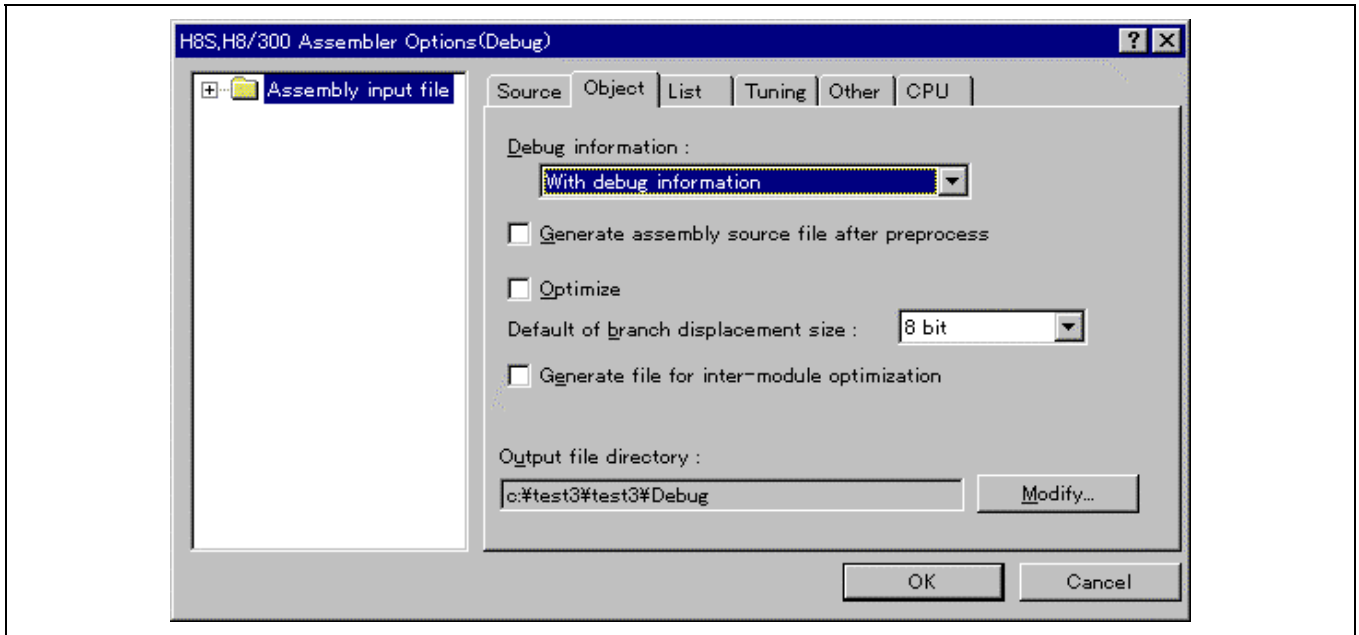 H8S,H8/300 Assembler Options(Debug)
Assembly input file
Source Object List Tuning Other CPU
Debug information :
With debug information
Generate assembly source file after preprocess
Optimize
Default of branch displacement size : 8 bit
Generate file for inter-module optimization
Output file directory :
c:¥test3¥test3¥Debug Modify...
OK Cancel